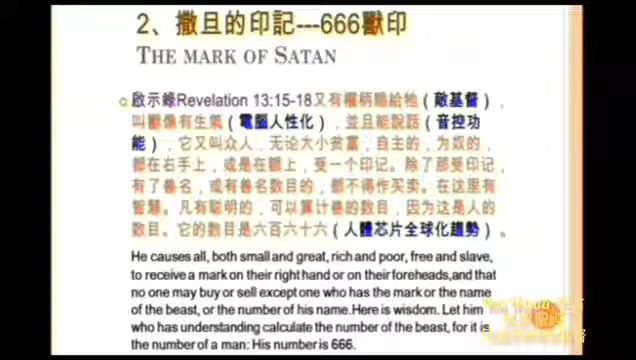 2、撒旦的印記---666獸印
THE MARK OF SATAN
啟示錄Revelation 13:15-18又有權柄賜給牠（敵基督），
叫獸像有生氣（電腦人性化），並且能說話（音控功
能），它又叫众人，无论大小贫富，自主的，为奴的，
都在右手上，或是在额上，受一个印记。除了那受印记，
有了兽名，或有兽名数目的，都不得作买卖。在这里有
智慧。凡有聪明的，可以算计兽的数目，因为这是人的
数目。它的数目是六百六十六（人體芯片全球化趨勢）。
He causes all, both small and great, rich and poor, free and slave,
to receive a mark on their right hand or on their foreheads,and that
no one may buy or sell except one who has the mark or the name
of the beast, or the number of his name.Here is wisdom. Let him
who has understanding calculate the number of the beast, for it is
the number of a man: His number is 666.